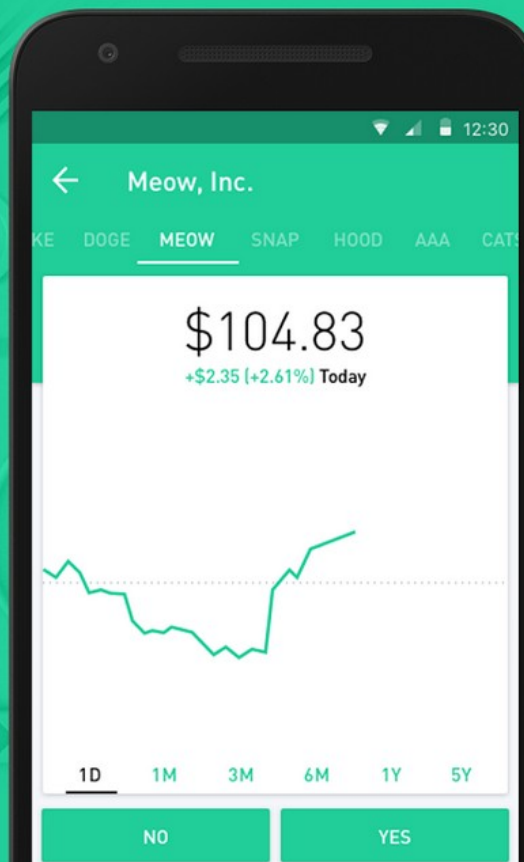 12:30
Meow, Inc.
KE DOGE MEOW SNAP HOOD AAA CATS
$104.83
+$2.35 (+2.61%) Today
1D 1M 3M 6M 1Y 5Y
NO YES